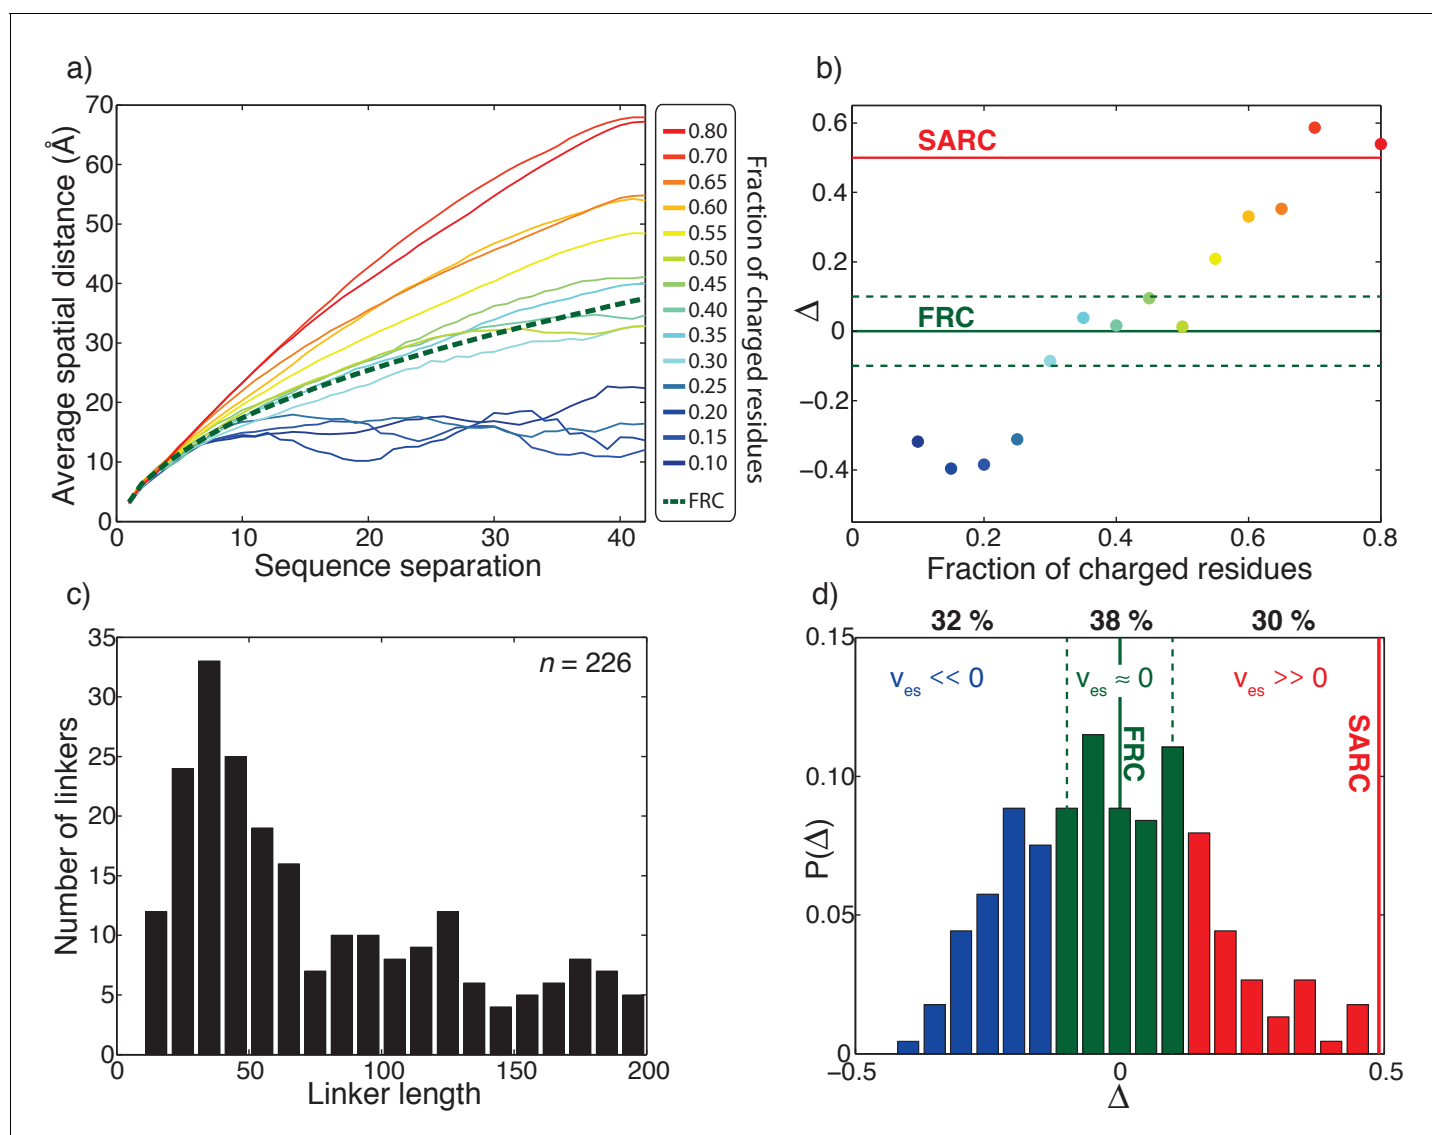 a)
70
60
50
40
30
20
10
0
Average spatial distance (Å)
0
10
20
30
40
Sequence separation
0.80
0.70
0.65
0.60
0.55
0.50
0.45
0.40
0.35
0.30
0.25
0.20
0.15
0.10
FRC
Fraction of charged residues
b)
0.6
0.4
0.2
0
−0.2
−0.4
Δ
SARC
FRC
0
0.2
0.4
0.6
0.8
Fraction of charged residues
c)
35
30
25
20
15
10
5
0
Number of linkers
n = 226
0
50
100
150
200
Linker length
d)
32 %
38 %
30 %
0.15
0.10
0.05
0
P(Δ)
v_es << 0
v_es ≈ 0
v_es >> 0
FRC
SARC
−0.5
0
0.5
Δ